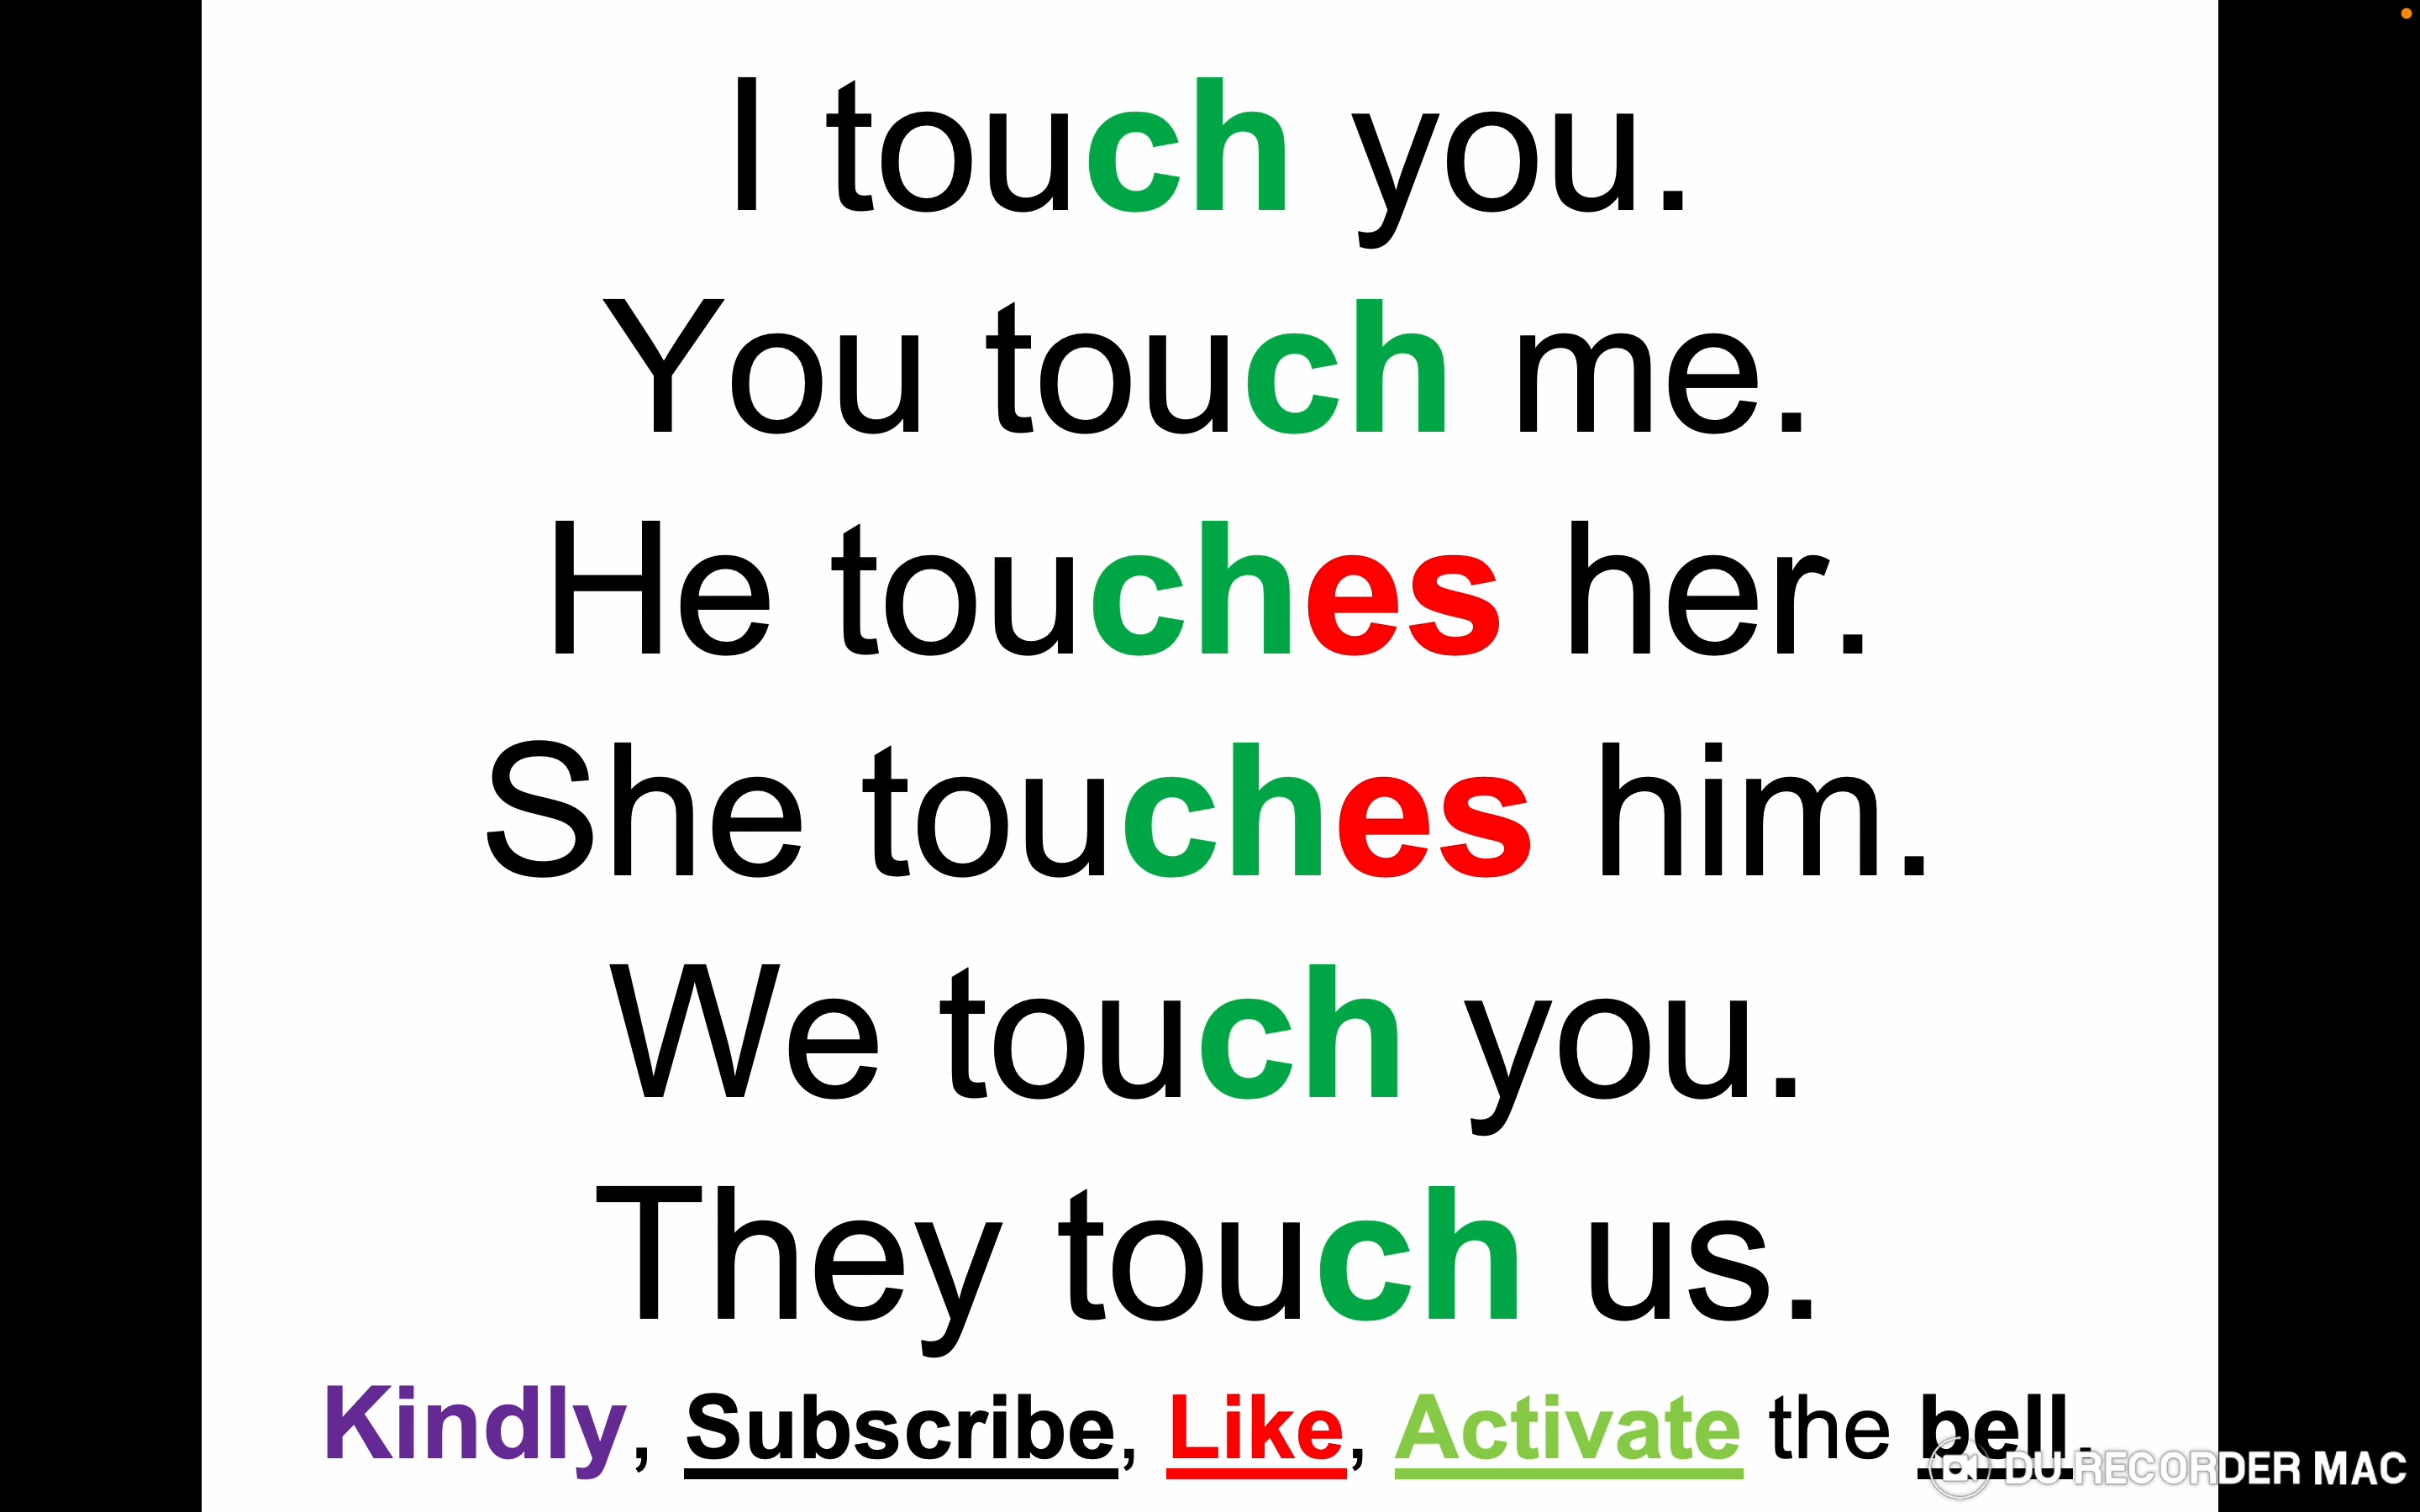 I touch you.
You touch me.
He touches her.
She touches him.
We touch you.
They touch us.
Kindly, Subscribe, Like, Activate the bell.
DU RECORDER MAC